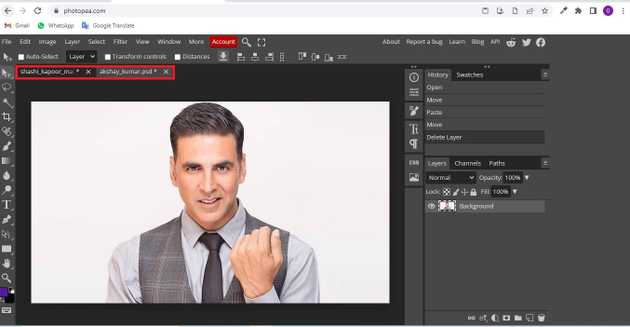 photopea.com
Gmail WhatsApp Google Translate
File Edit Image Layer Select Filter View Window More Account About Report a bug Learn Blog API
Auto-Select Layer Transform controls Distances
shashi_kapoor_ma * akshay_kumar.psd *
History Swatches
Open
Move
Paste
Move
Delete Layer
Layers Channels Paths
Normal Opacity: 100%
Lock: Fill: 100%
Background
CSS